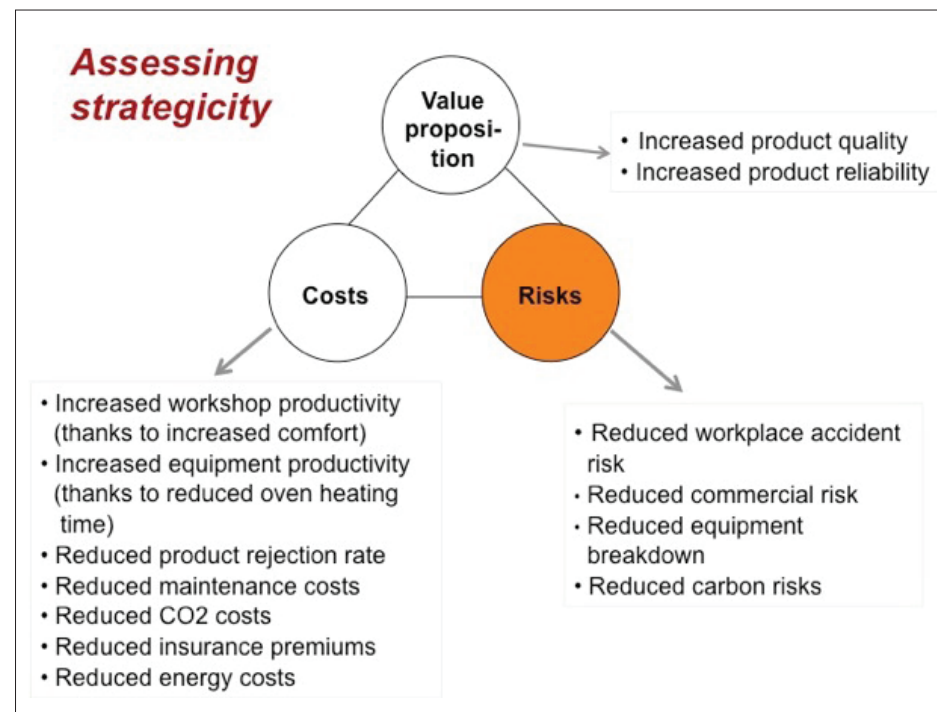 Assessing
strategicity
Value
proposi-
tion
• Increased product quality
• Increased product reliability
Costs
Risks
• Increased workshop productivity
(thanks to increased comfort)
• Increased equipment productivity
(thanks to reduced oven heating
time)
• Reduced product rejection rate
• Reduced maintenance costs
• Reduced CO2 costs
• Reduced insurance premiums
• Reduced energy costs
• Reduced workplace accident
risk
• Reduced commercial risk
• Reduced equipment
breakdown
• Reduced carbon risks